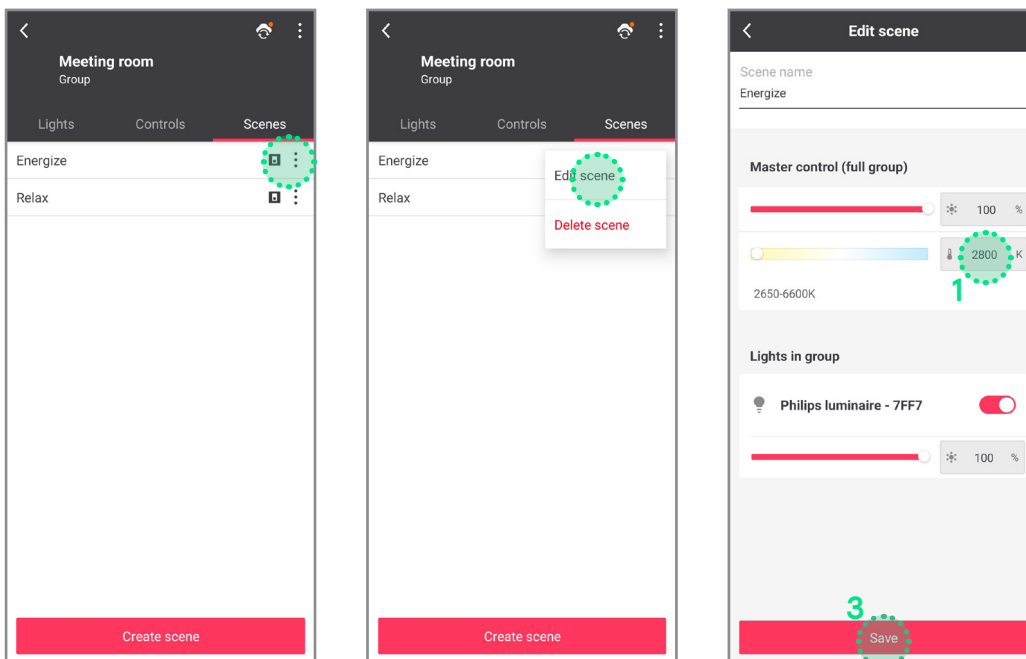 Meeting room
Group
Lights Controls Scenes
Energize
Relax
Create scene
Meeting room
Group
Lights Controls Scenes
Energize
Edit scene
Relax
Delete scene
Create scene
Edit scene
Scene name
Energize
Master control (full group)
100 %
2800 K
1
2650-6600K
Lights in group
Philips luminaire - 7FF7
100 %
3
Save